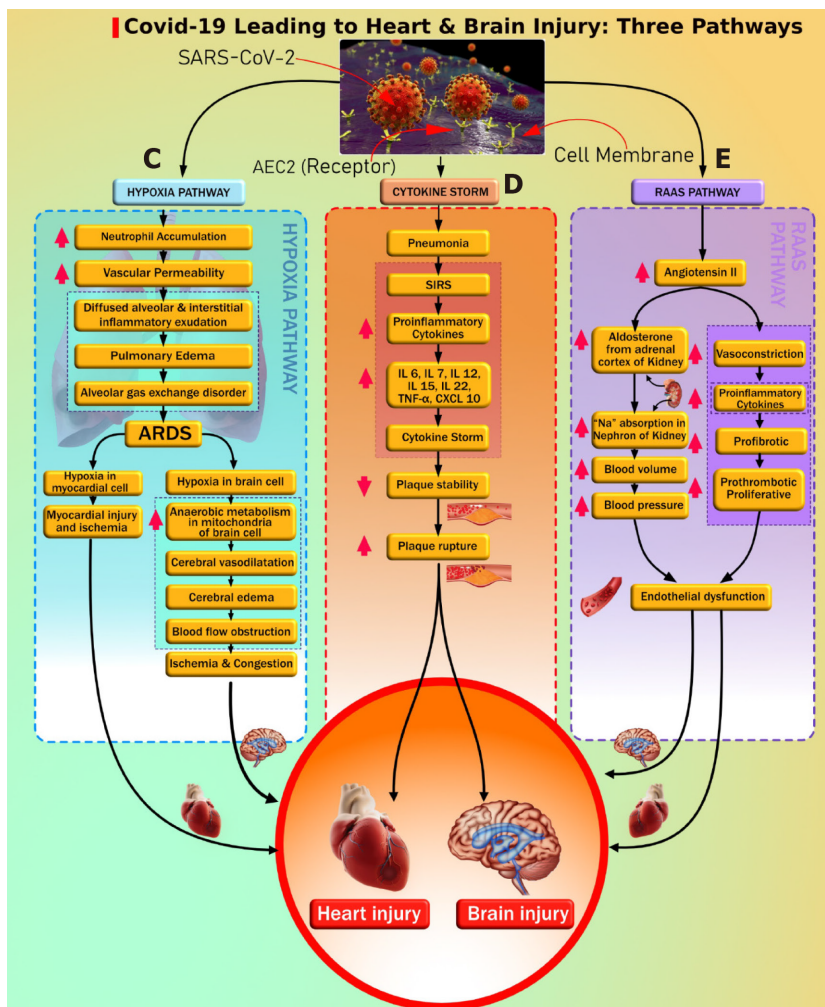 Covid-19 Leading to Heart & Brain Injury: Three Pathways
SARS-CoV-2
AEC2 (Receptor)
Cell Membrane
C
HYPOXIA PATHWAY
Neutrophil Accumulation
Vascular Permeability
Diffused alveolar & interstitial
inflammatory exudation
Pulmonary Edema
Alveolar gas exchange disorder
ARDS
Hypoxia in
myocardial cell
Myocardial injury
and ischemia
Hypoxia in brain cell
Anaerobic metabolism
in mitochondria
of brain cell
Cerebral vasodilatation
Cerebral edema
Blood flow obstruction
Ischemia & Congestion
HYPOXIA PATHWAY
D
CYTOKINE STORM
Pneumonia
SIRS
Proinflammatory
Cytokines
IL 6, IL 7, IL 12,
IL 15, IL 22,
TNF-α, CXCL 10
Cytokine Storm
Plaque stability
Plaque rupture
E
RAAS PATHWAY
RAAS
PATHWAY
Angiotensin II
Aldosterone
from adrenal
cortex of Kidney
"Na" absorption in
Nephron of Kidney
Blood volume
Blood pressure
Vasoconstriction
Proinflammatory
Cytokines
Profibrotic
Prothrombotic
Proliferative
Endothelial dysfunction
Heart injury
Brain injury